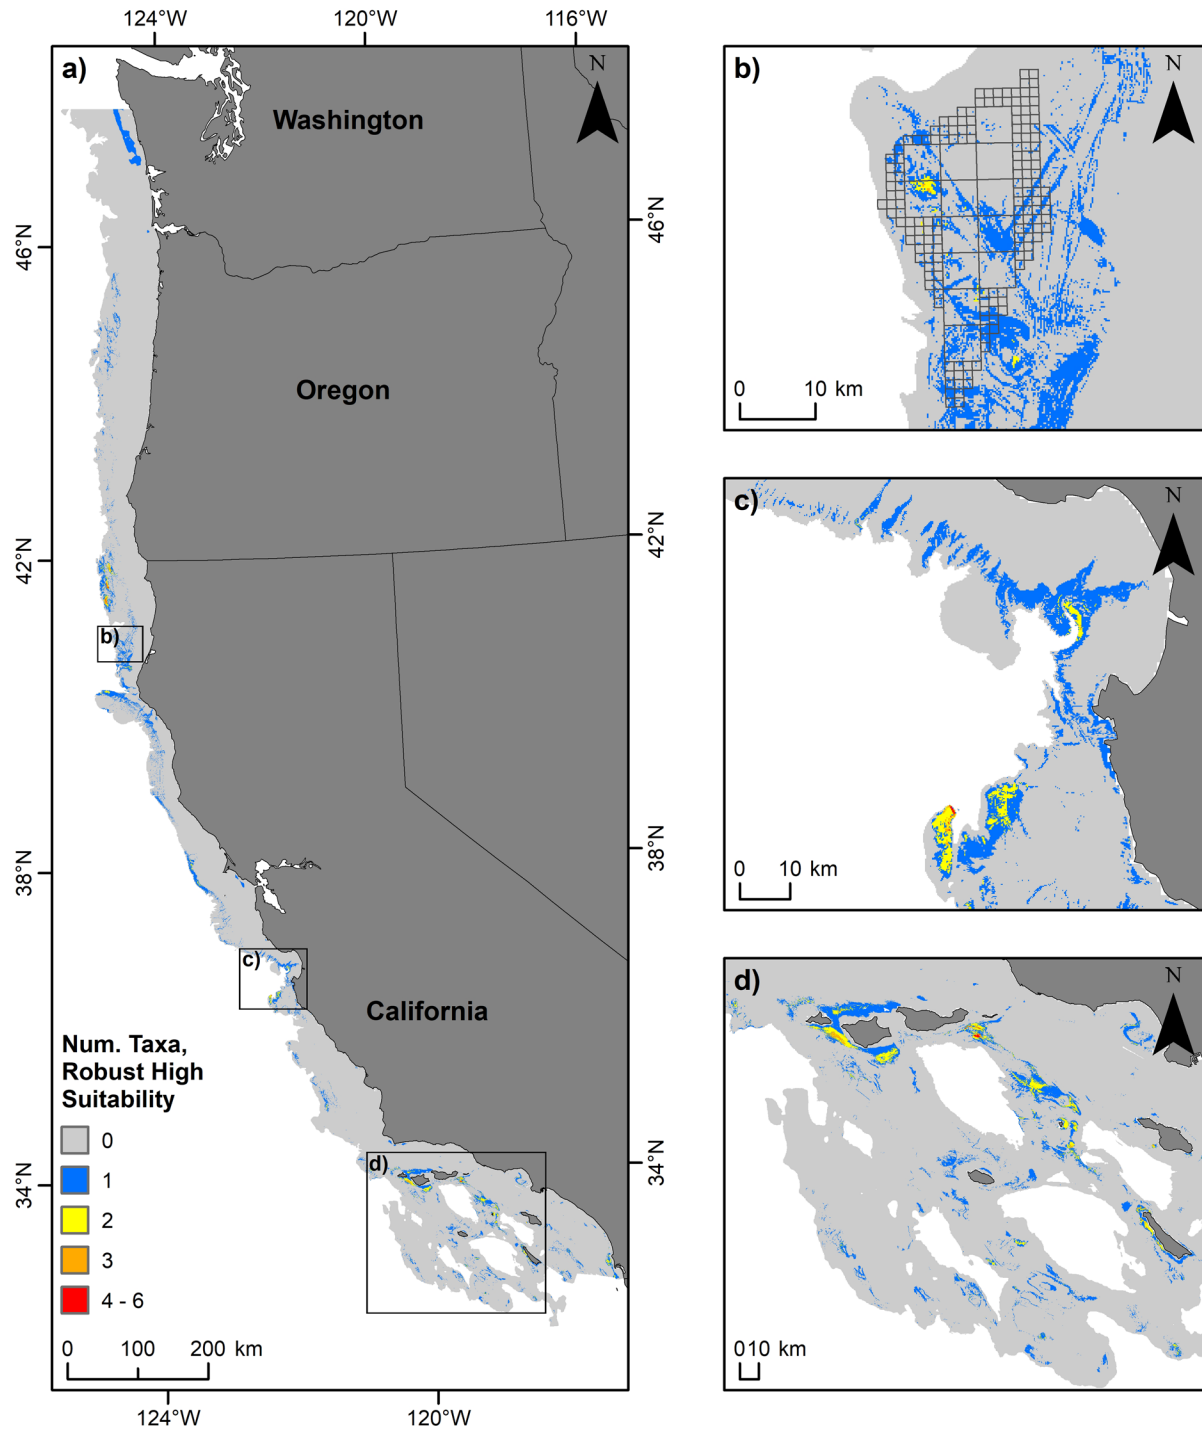 124°W 120°W 116°W
a)
N
Washington
46°N
46°N
Oregon
42°N
42°N
b)
38°N
38°N
c)
California
Num. Taxa,
Robust High
Suitability
0
1
2
3
4 - 6
34°N
34°N
d)
0 100 200 km
124°W 120°W
b)
N
0 10 km
c)
N
0 10 km
d)
N
010 km